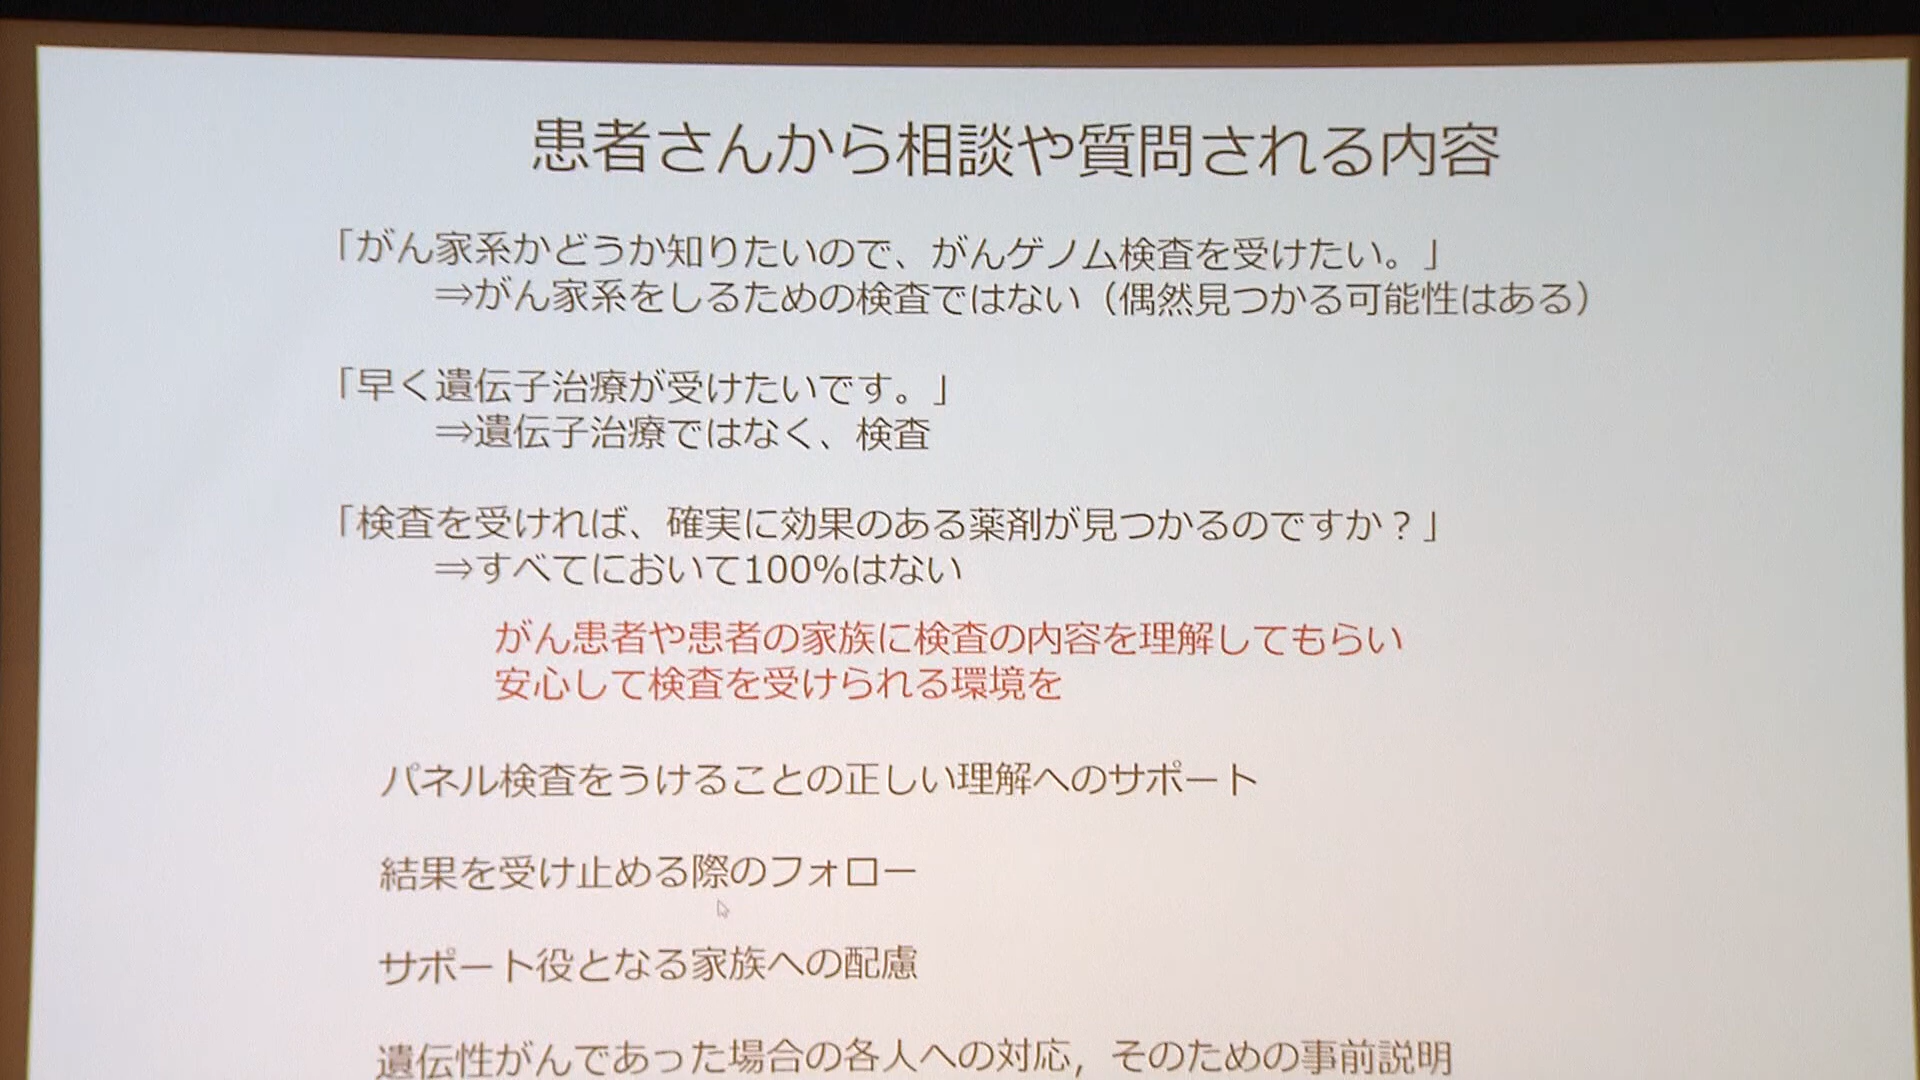 患者さんから相談や質問される内容
「がん家系かどうか知りたいので、がんゲノム検査を受けたい。」
⇒がん家系をしるための検査ではない（偶然見つかる可能性はある）
「早く遺伝子治療が受けたいです。」
⇒遺伝子治療ではなく、検査
「検査を受ければ、確実に効果のある薬剤が見つかるのですか？」
⇒すべてにおいて100%はない
がん患者や患者の家族に検査の内容を理解してもらい
安心して検査を受けられる環境を
パネル検査をうけることの正しい理解へのサポート
結果を受け止める際のフォロー
サポート役となる家族への配慮
遺伝性がんであった場合の各人への対応，そのための事前説明